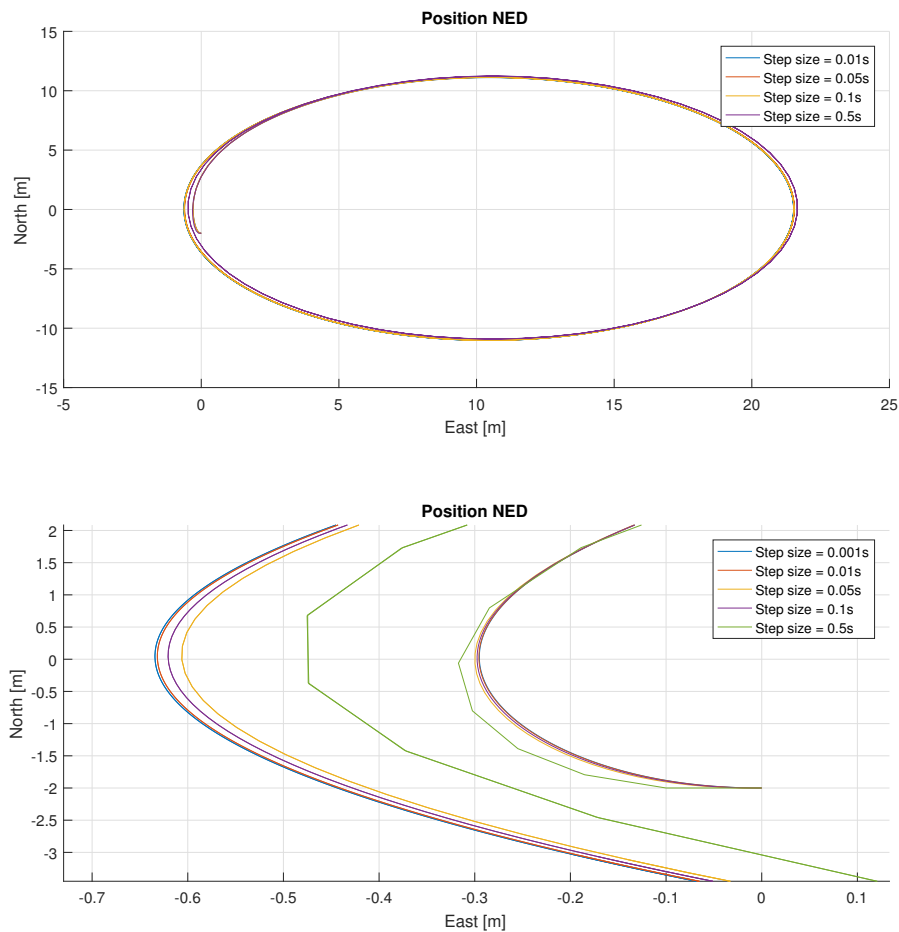 Position NED
15
10
5
0
-5
-10
-15
North [m]
-5
0
5
10
15
20
25
East [m]
Step size = 0.01s
Step size = 0.05s
Step size = 0.1s
Step size = 0.5s
Position NED
2
1.5
1
0.5
0
-0.5
-1
-1.5
-2
-2.5
-3
North [m]
-0.7
-0.6
-0.5
-0.4
-0.3
-0.2
-0.1
0
0.1
East [m]
Step size = 0.001s
Step size = 0.01s
Step size = 0.05s
Step size = 0.1s
Step size = 0.5s